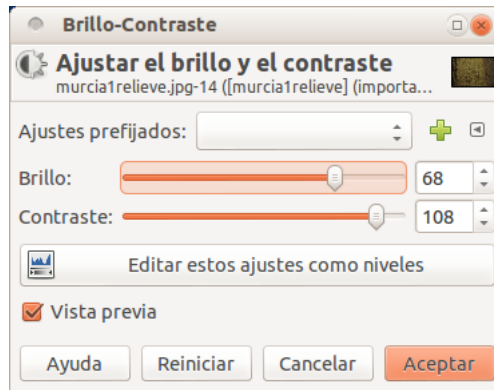 Brillo-Contraste
Ajustar el brillo y el contraste
murcia1relieve.jpg-14 ([murcia1relieve] (importa...
Ajustes prefijados:
Brillo: 68
Contraste: 108
Editar estos ajustes como niveles
Vista previa
Ayuda Reiniciar Cancelar Aceptar